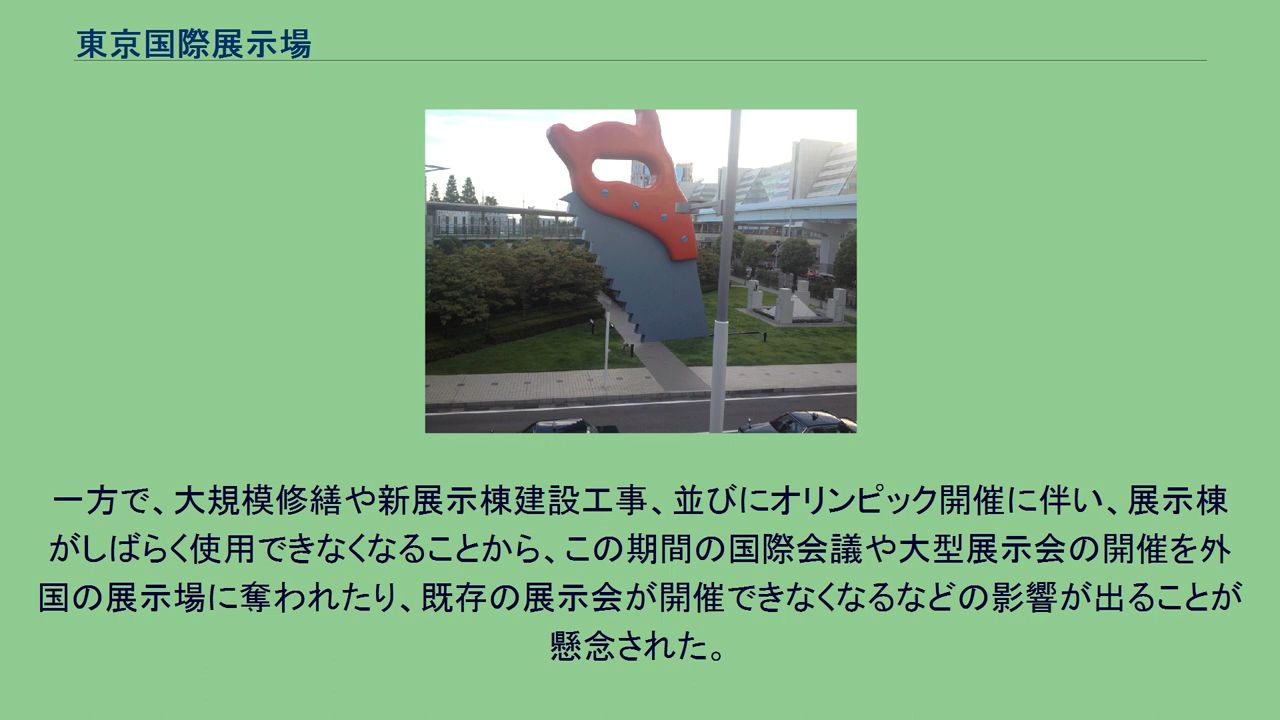 東京国際展示場
一方で、大規模修繕や新展示棟建設工事、並びにオリンピック開催に伴い、展示棟
がしばらく使用できなくなることから、この期間の国際会議や大型展示会の開催を外
国の展示場に奪われたり、既存の展示会が開催できなくなるなどの影響が出ることが
懸念された。